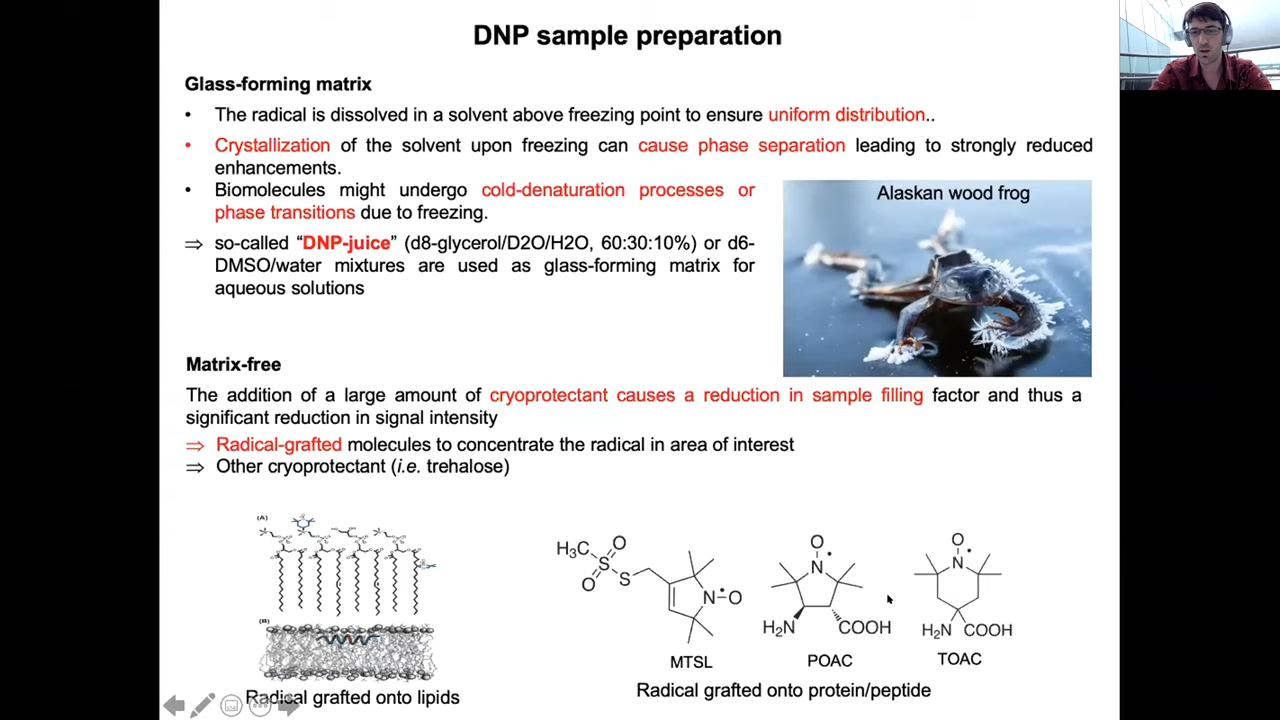 DNP sample preparation
Glass-forming matrix
• The radical is dissolved in a solvent above freezing point to ensure uniform distribution..
• Crystallization of the solvent upon freezing can cause phase separation leading to strongly reduced
enhancements.
• Biomolecules might undergo cold-denaturation processes or
phase transitions due to freezing.
⇒ so-called “DNP-juice” (d8-glycerol/D2O/H2O, 60:30:10%) or d6-
DMSO/water mixtures are used as glass-forming matrix for
aqueous solutions
Alaskan wood frog
Matrix-free
The addition of a large amount of cryoprotectant causes a reduction in sample filling factor and thus a
significant reduction in signal intensity
⇒ Radical-grafted molecules to concentrate the radical in area of interest
⇒ Other cryoprotectant (i.e. trehalose)
(A)
(B)
Radical grafted onto lipids
H₃C O
S
O S
N–O
MTSL
O
N
H₂N COOH
POAC
O
N
H₂N COOH
TOAC
Radical grafted onto protein/peptide